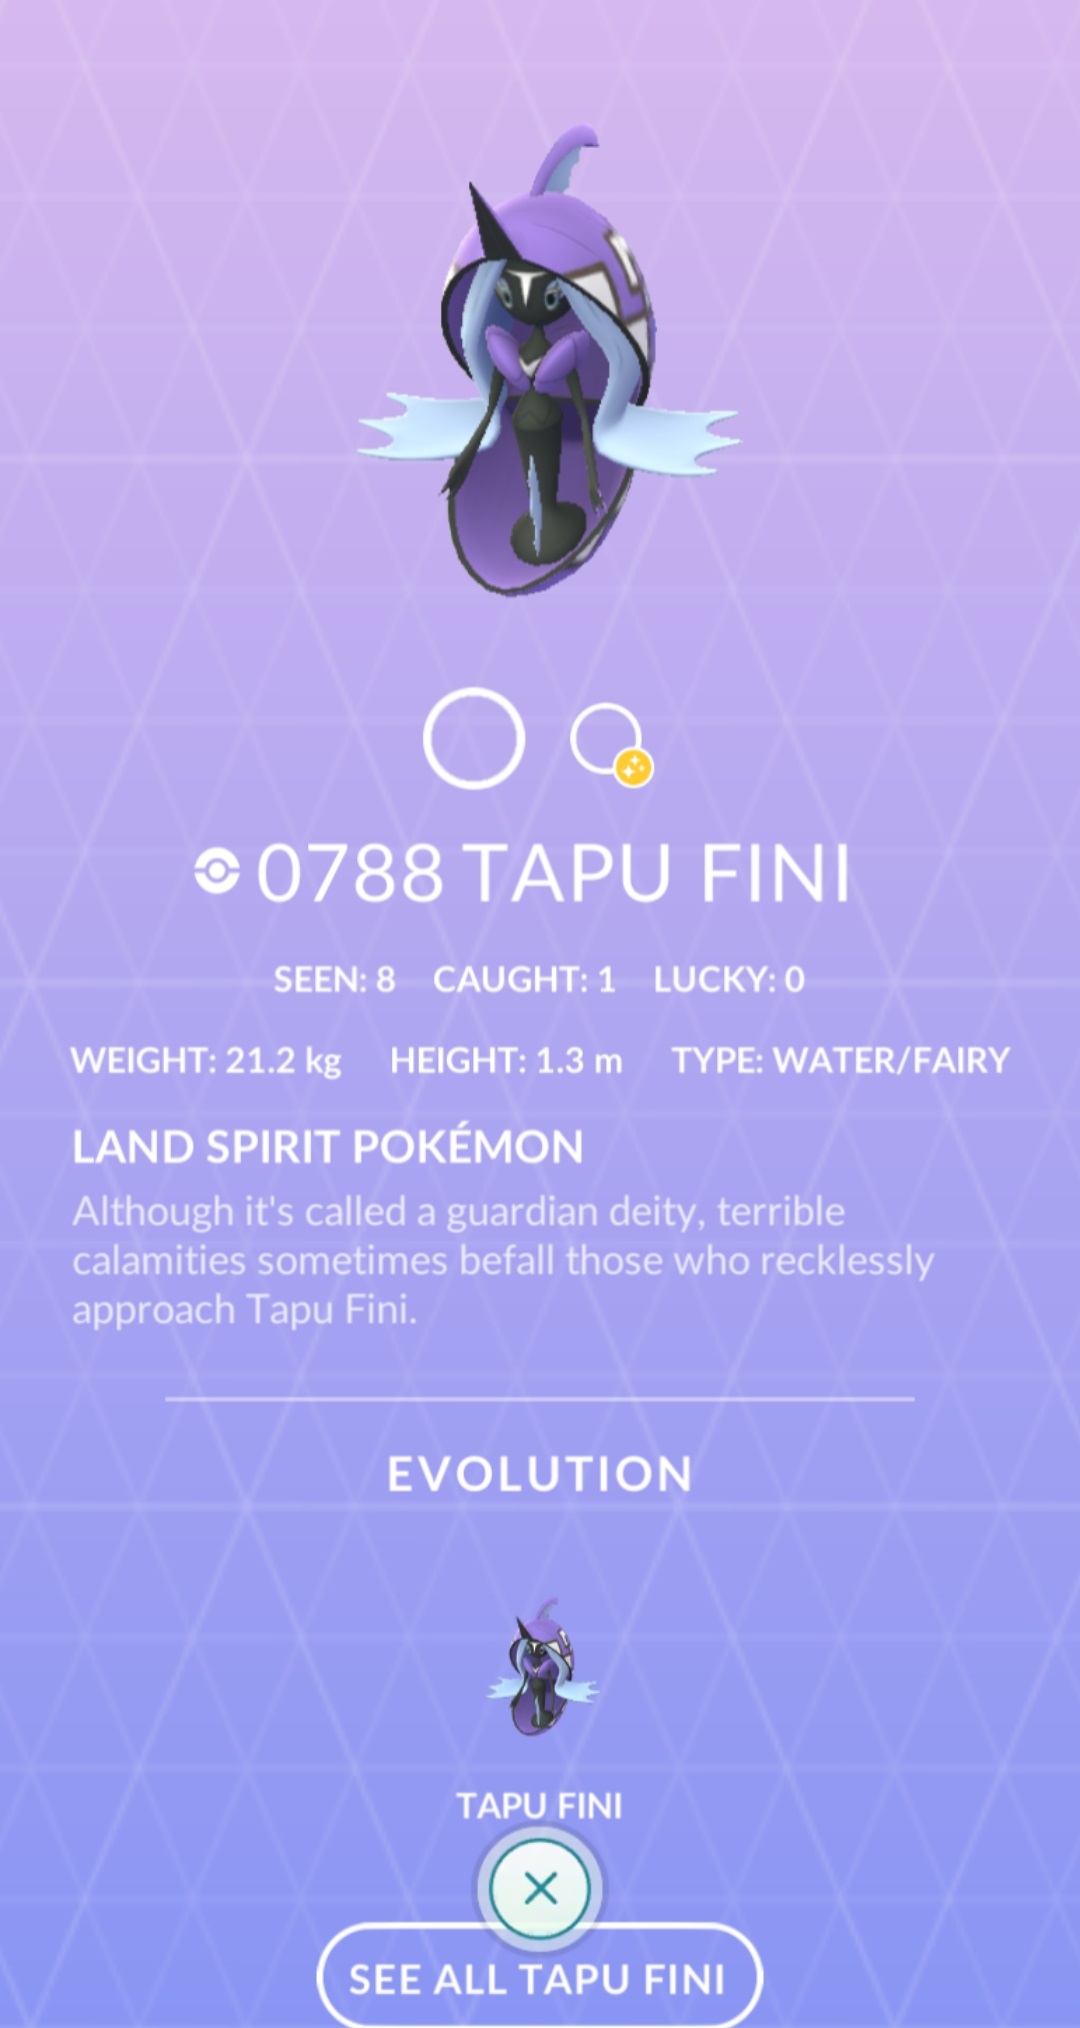 0788 TAPU FINI
SEEN: 8 CAUGHT: 1 LUCKY: 0
WEIGHT: 21.2 kg HEIGHT: 1.3 m TYPE: WATER/FAIRY
LAND SPIRIT POKÉMON
Although it's called a guardian deity, terrible
calamities sometimes befall those who recklessly
approach Tapu Fini.
EVOLUTION
TAPU FINI
SEE ALL TAPU FINI